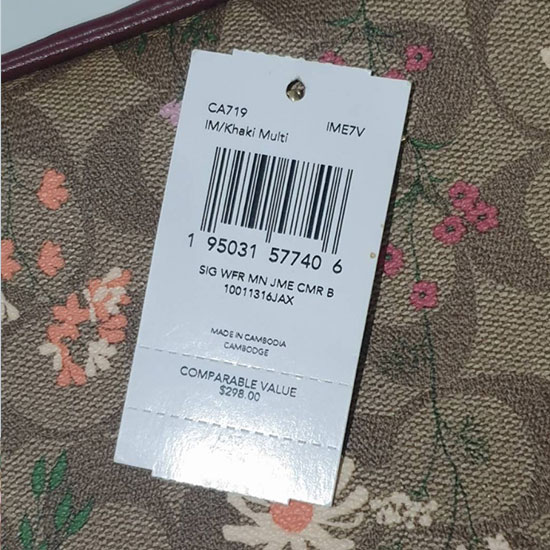 CA719
IM/Khaki Multi IME7V
1 95031 57740 6
SIG WFR MN JME CMR B
10011316JAX
MADE IN CAMBODIA
CAMBODGE
COMPARABLE VALUE
$298.00